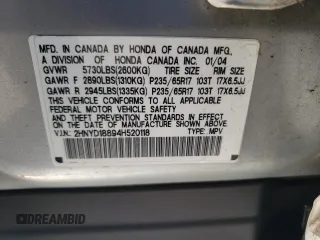 MFD. IN CANADA BY HONDA OF CANADA MFG.,
A DIVISION OF HONDA CANADA INC. 01/04
GVWR 5730LBS(2600KG) TIRE SIZE RIM SIZE
GAWR F 2890LBS(1310KG) P235/65R17 103T 17X6.5JJ
GAWR R 2945LBS(1335KG) P235/65R17 103T 17X6.5JJ
THIS VEHICLE CONFORMS TO ALL APPLICABLE
FEDERAL MOTOR VEHICLE SAFETY STANDARDS IN
EFFECT ON THE DATE OF MANUFACTURE SHOWN ABOVE.
V.I.N.: 2HNYD18894H520118 TYPE: MPV
DREAMBID